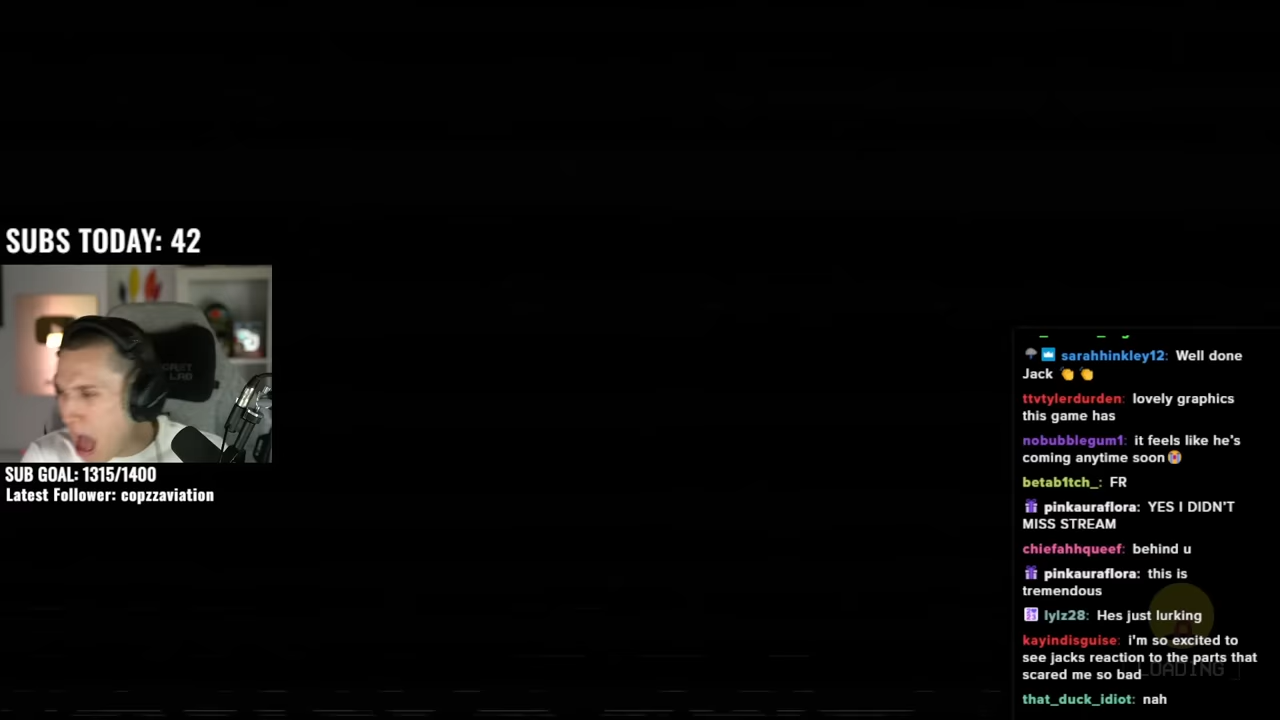 SUBS TODAY: 42
SUB GOAL: 1315/1400
Latest Follower: copzzaviation
sarahhinkley12: Well done
Jack 👏 👏
ttvtylerdurden: lovely graphics
this game has
nobubblegum1: it feels like he's
coming anytime soon😭
betab1tch_: FR
pinkauraflora: YES I DIDN'T
MISS STREAM
chiefahhqueef: behind u
pinkauraflora: this is
tremendous
lylz28: Hes just lurking
kayindisguise: i'm so excited to
see jacks reaction to the parts that
scared me so bad
LOADING
that_duck_idiot: nah